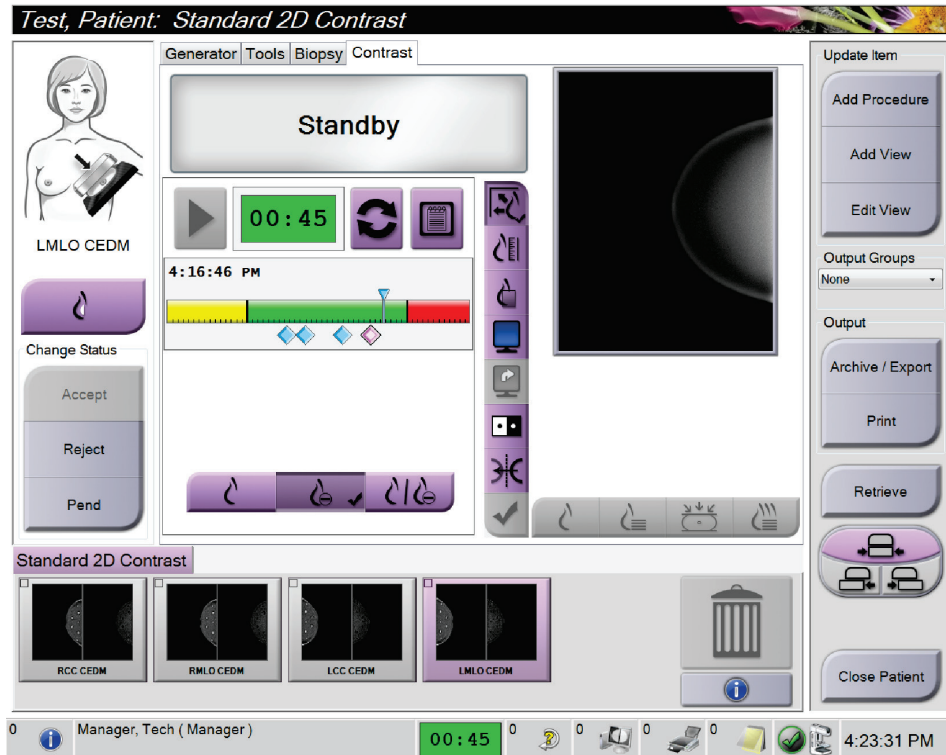 Test, Patient: Standard 2D Contrast
Generator Tools Biopsy Contrast
Standby
LMLO CEDM
00:45
4:16:46 PM
Change Status
Accept
Reject
Pend
Update Item
Add Procedure
Add View
Edit View
Output Groups
None
Output
Archive / Export
Print
Retrieve
Close Patient
Standard 2D Contrast
RCC CEDM
RMLO CEDM
LCC CEDM
LMLO CEDM
0
Manager, Tech ( Manager )
00:45
0
0
0
0
4:23:31 PM